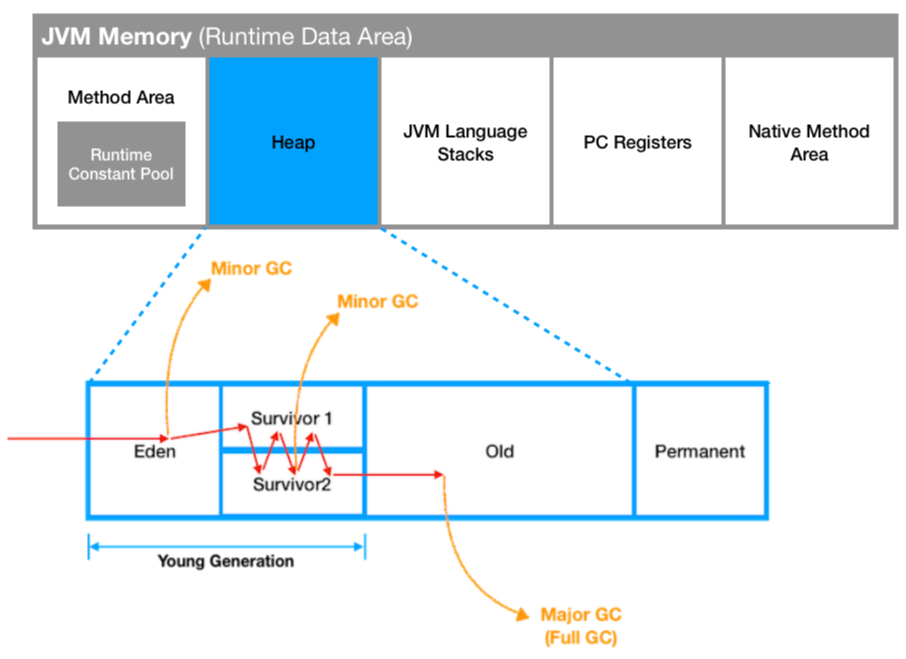 JVM Memory (Runtime Data Area)
Method Area
Runtime
Constant Pool
Heap
JVM Language
Stacks
PC Registers
Native Method
Area
Minor GC
Minor GC
Survivor 1
Eden
Survivor2
Old
Permanent
Young Generation
Major GC
(Full GC)